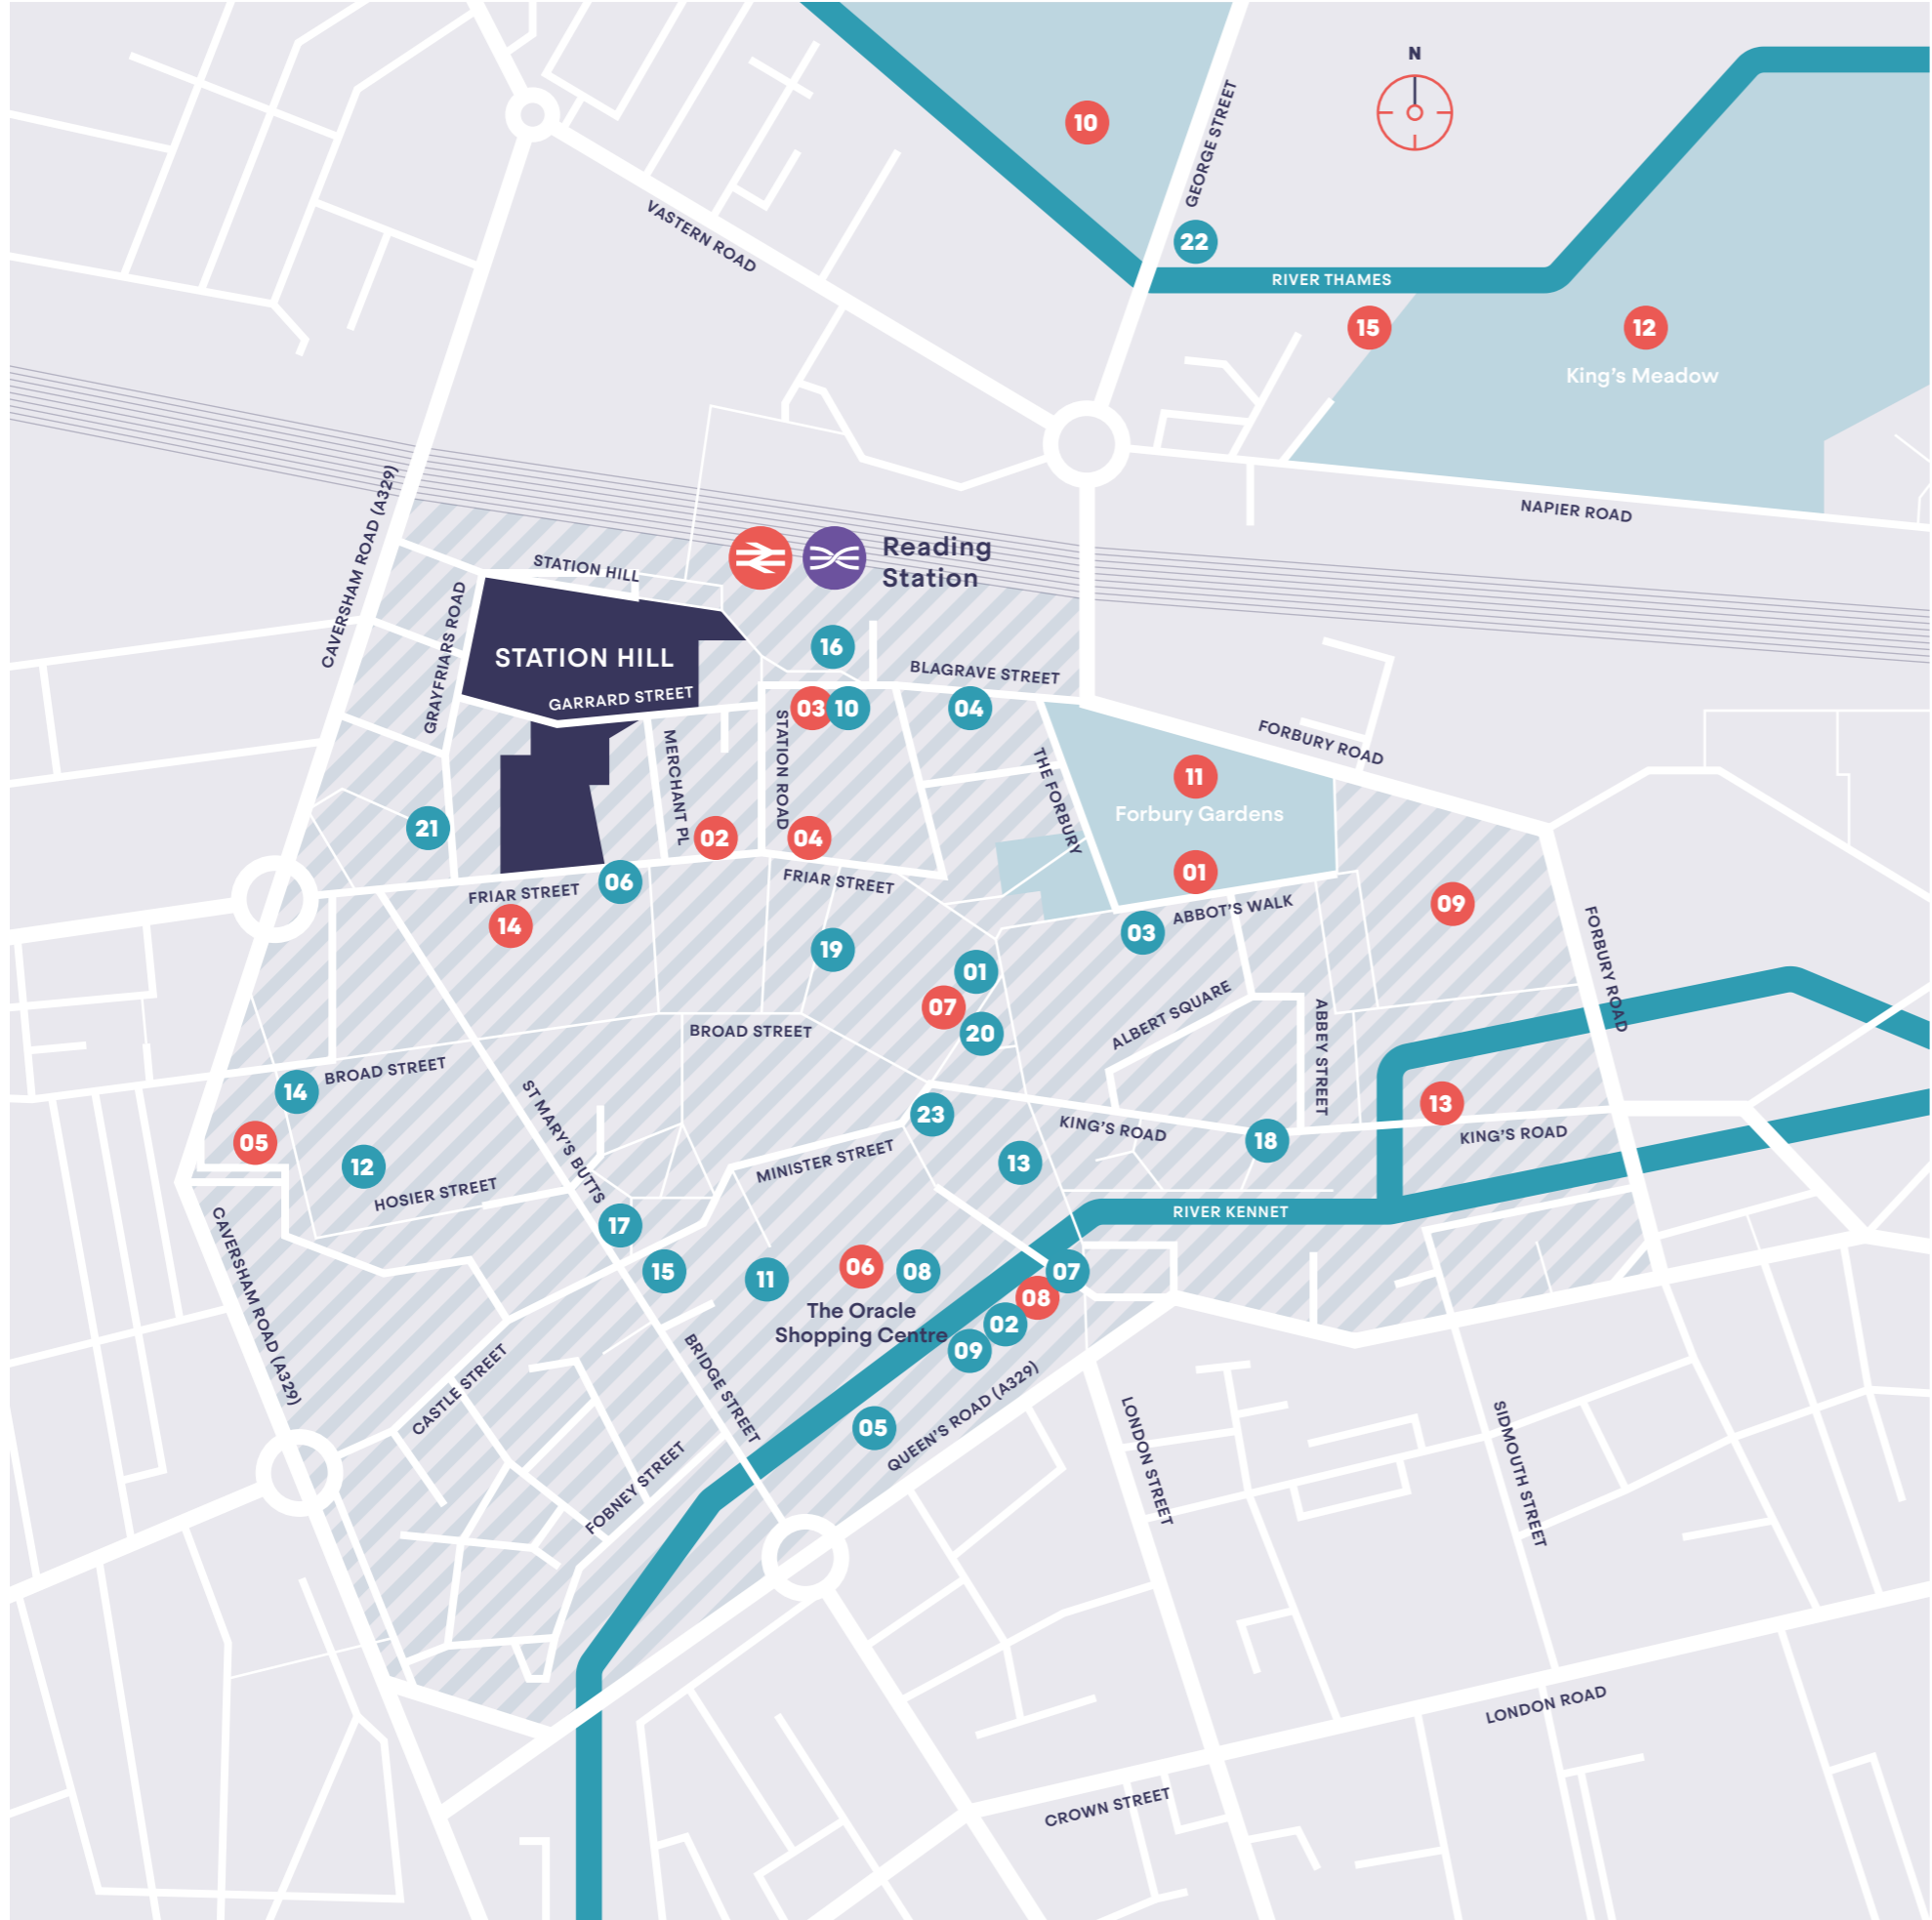 N
10
GEORGE STREET
VASTERN ROAD
22
RIVER THAMES
15
12
King's Meadow
CAVERSHAM ROAD (A329)
NAPIER ROAD
Reading
Station
STATION HILL
GRAYFRIARS ROAD
STATION HILL
16
BLAGRAVE STREET
GARRARD STREET
03
10
04
STATION ROAD
MERCHANT PL
THE FORBURY
FORBURY ROAD
11
Forbury Gardens
21
02
04
01
06
FRIAR STREET
FRIAR STREET
14
09
ABBOT'S WALK
03
FORBURY ROAD
19
01
07
20
ALBERT SQUARE
ABBEY STREET
BROAD STREET
BROAD STREET
14
13
23
KING'S ROAD
18
KING'S ROAD
05
12
ST MARY'S BUTTS
MINISTER STREET
13
HOSIER STREET
RIVER KENNET
17
CAVERSHAM ROAD (A329)
15
11
06
08
07
08
The Oracle
Shopping Centre
02
09
BRIDGE STREET
CASTLE STREET
QUEEN'S ROAD (A329)
05
LONDON STREET
SIDMOUTH STREET
FOBNEY STREET
LONDON ROAD
CROWN STREET